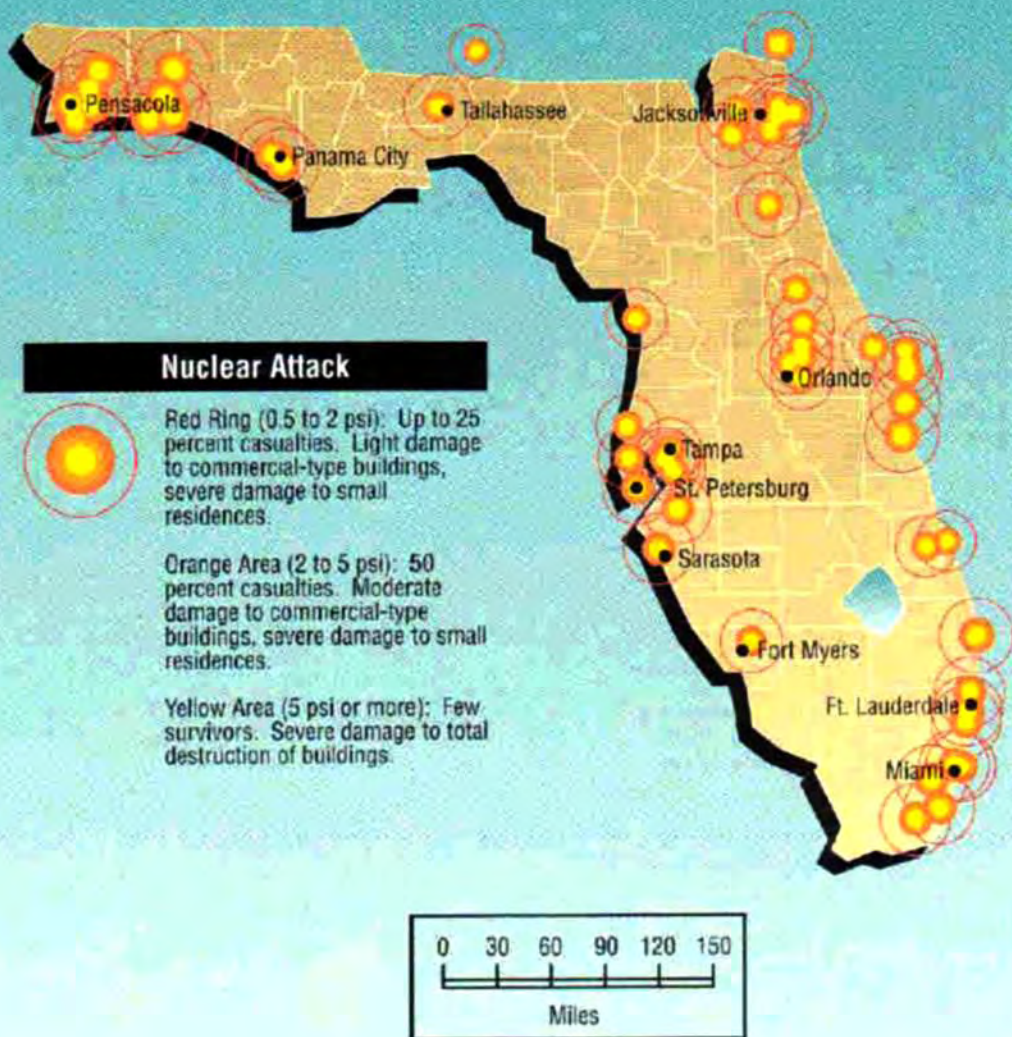 Pensacola
Tallahassee
Jacksonville
Panama City
Orlando
Tampa
St. Petersburg
Sarasota
Fort Myers
Ft. Lauderdale
Miami
Nuclear Attack
Red Ring (0.5 to 2 psi): Up to 25
percent casualties. Light damage
to commercial-type buildings,
severe damage to small
residences.
Orange Area (2 to 5 psi): 50
percent casualties. Moderate
damage to commercial-type
buildings, severe damage to small
residences.
Yellow Area (5 psi or more): Few
survivors. Severe damage to total
destruction of buildings.
0 30 60 90 120 150
Miles